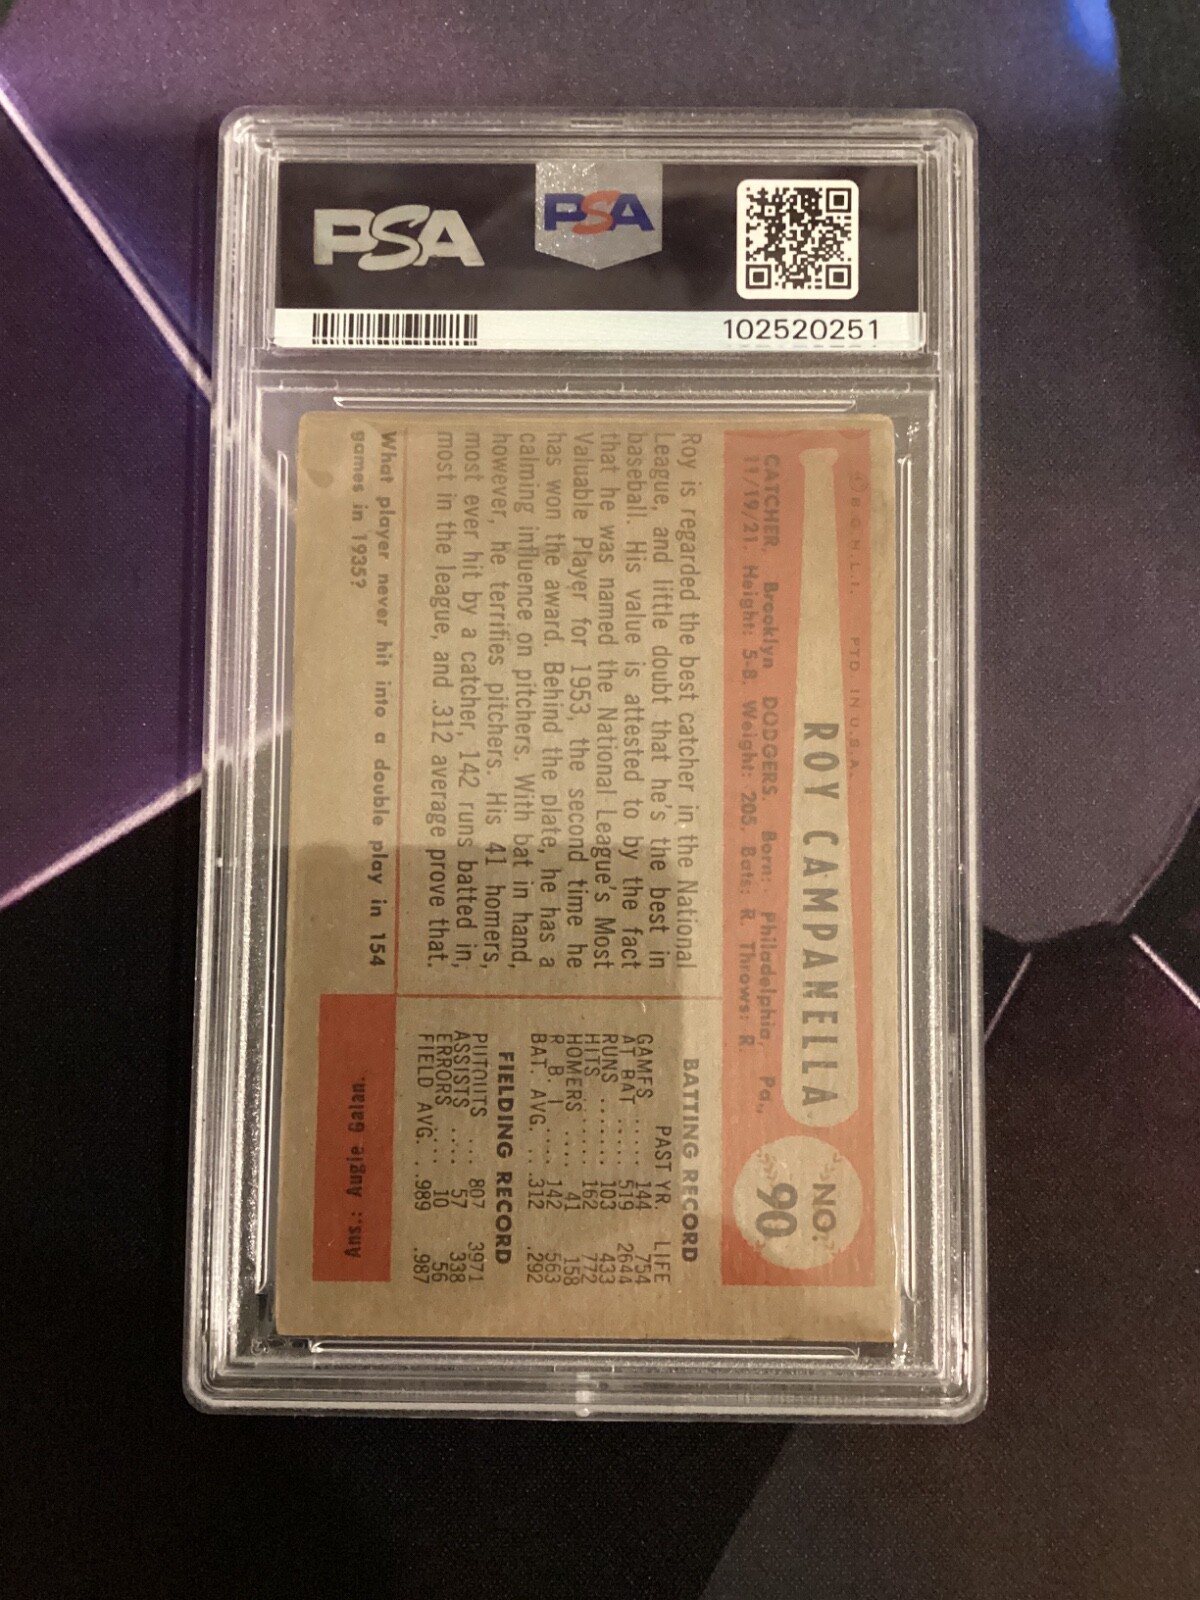 PSA
PSA
102520251
© B. G. H. L. I. PTD. IN U. S. A.
ROY CAMPANELLA
NO. 90
CATCHER, Brooklyn DODGERS. Born: Philadelphia, Pa.,
11/19/21. Height: 5-8. Weight: 205. Bats: R. Throws: R.
Roy is regarded the best catcher in the National
League, and little doubt that he's the best in
baseball. His value is attested to by the fact
that he was named the National League's Most
Valuable Player for 1953, the second time he
has won the award. Behind the plate, he has a
calming influence on pitchers. With bat in hand,
however, he terrifies pitchers. His 41 homers,
most ever hit by a catcher, 142 runs batted in,
most in the league, and .312 average prove that.
BATTING RECORD
PAST YR. LIFE
GAMES ..... 144 754
AT BAT ..... 519 2644
RUNS ...... 103 433
HITS ...... 162 772
HOMERS .... 41 158
R. B. I. .... 142 563
BAT. AVG. .. .312 .292
FIELDING RECORD
PUTOUTS ... 807 3971
ASSISTS .... 57 338
ERRORS .... 10 56
FIELD AVG. . .989 .987
What player never hit into a double play in 154
games in 1935?
Ans.: Augie Galan.